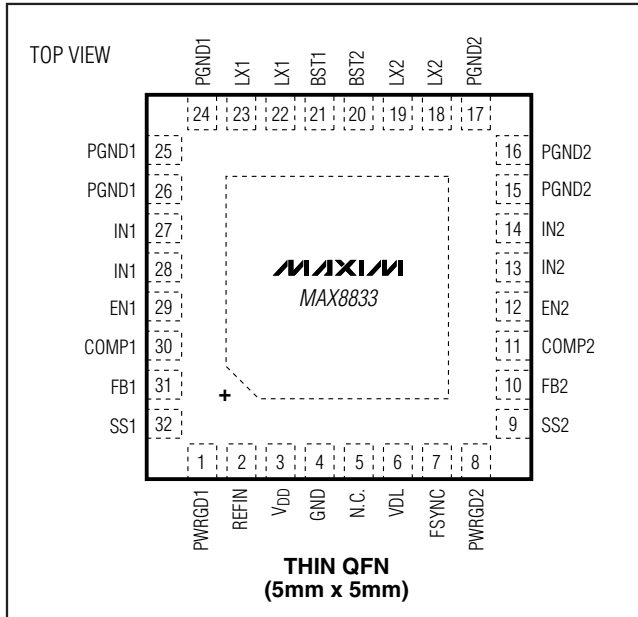 TOP VIEW
PGND1 LX1 LX1 BST1 BST2 LX2 LX2 PGND2
24 23 22 21 20 19 18 17
PGND1 25 16 PGND2
PGND1 26 15 PGND2
IN1 27 14 IN2
IN1 28 13 IN2
MAXIM
MAX8833
EN1 29 12 EN2
COMP1 30 11 COMP2
FB1 31 10 FB2
+
SS1 32 9 SS2
1 2 3 4 5 6 7 8
PWRGD1 REFIN VDD GND N.C. VDL FSYNC PWRGD2
THIN QFN
(5mm x 5mm)